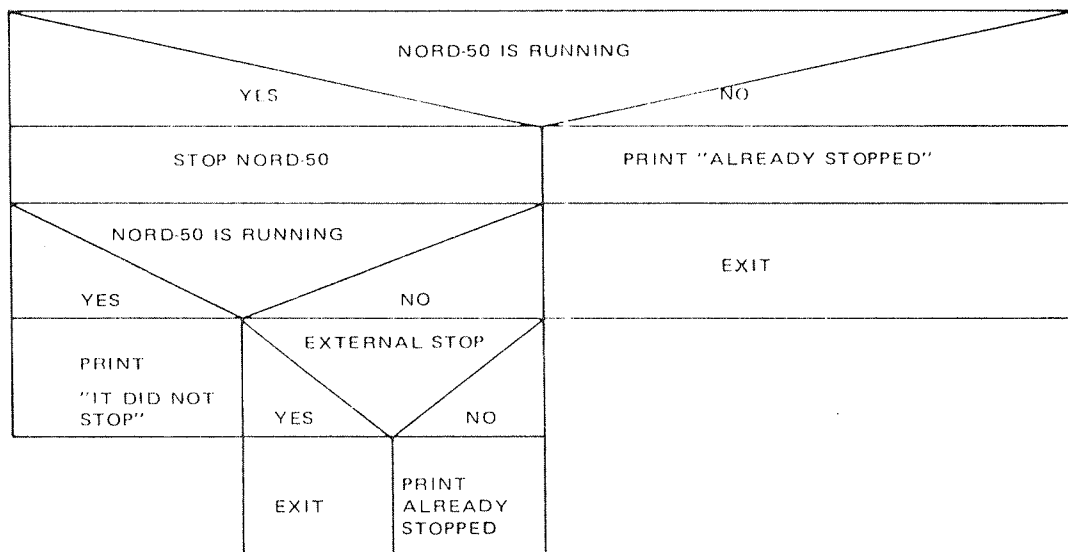 NORD-50 IS RUNNING
YES
NO
STOP NORD-50
PRINT "ALREADY STOPPED"
NORD-50 IS RUNNING
YES
NO
EXIT
EXTERNAL STOP
PRINT
"IT DID NOT
STOP"
YES
NO
EXIT
PRINT
ALREADY
STOPPED